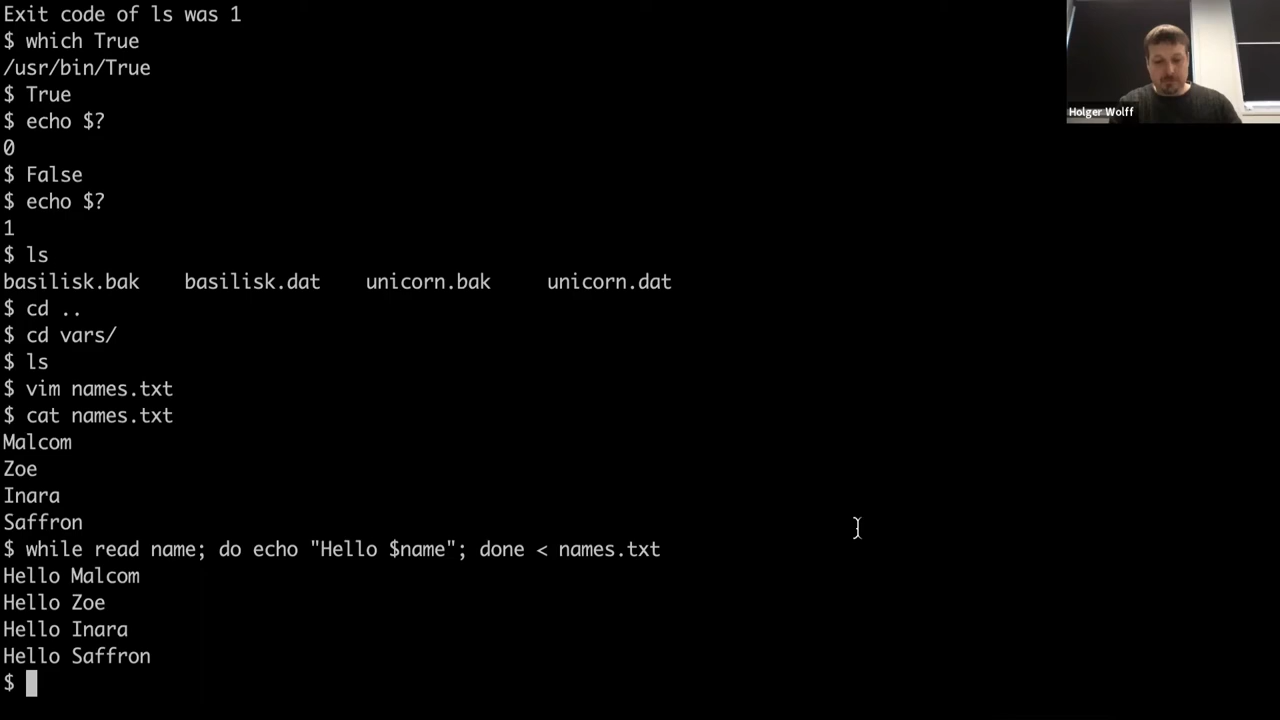 Exit code of ls was 1
$ which True
/usr/bin/True
$ True
$ echo $?
0
$ False
$ echo $?
1
$ ls
basilisk.bak    basilisk.dat    unicorn.bak     unicorn.dat
$ cd ..
$ cd vars/
$ ls
$ vim names.txt
$ cat names.txt
Malcom
Zoe
Inara
Saffron
$ while read name; do echo "Hello $name"; done < names.txt
Hello Malcom
Hello Zoe
Hello Inara
Hello Saffron
$
Holger Wolff